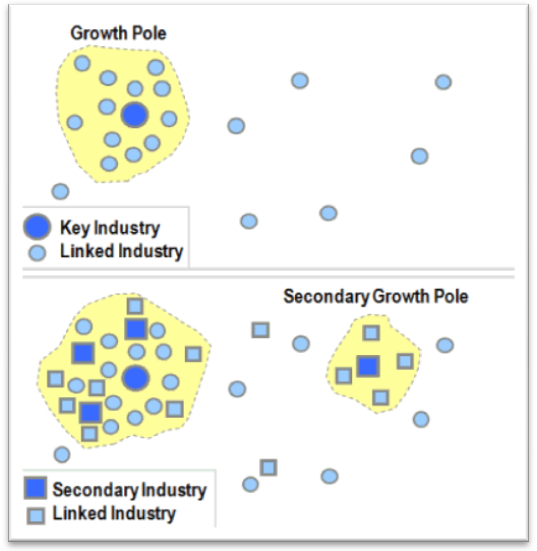 Growth Pole
Key Industry
Linked Industry
Secondary Growth Pole
Secondary Industry
Linked Industry